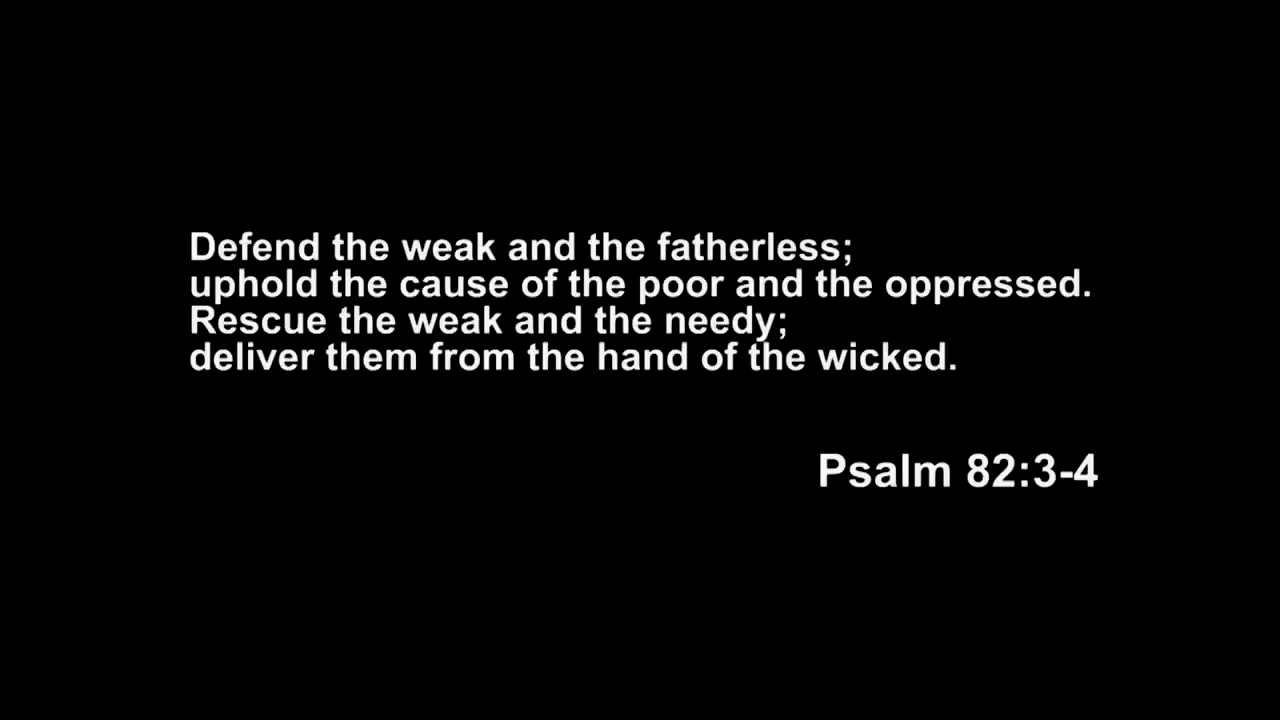 Defend the weak and the fatherless;
uphold the cause of the poor and the oppressed.
Rescue the weak and the needy;
deliver them from the hand of the wicked.
Psalm 82:3-4